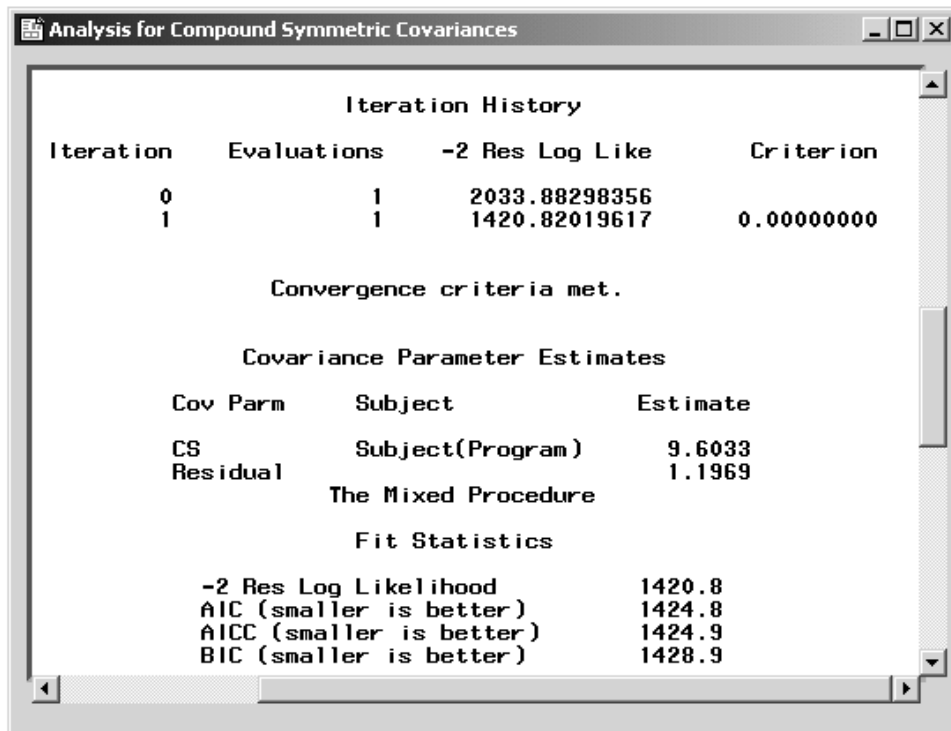 Analysis for Compound Symmetric Covariances
Iteration History
Iteration Evaluations -2 Res Log Like Criterion
0 1 2033.88298356
1 1 1420.82019617 0.00000000
Convergence criteria met.
Covariance Parameter Estimates
Cov Parm Subject Estimate
CS Subject(Program) 9.6033
Residual 1.1969
The Mixed Procedure
Fit Statistics
-2 Res Log Likelihood 1420.8
AIC (smaller is better) 1424.8
AICC (smaller is better) 1424.9
BIC (smaller is better) 1428.9